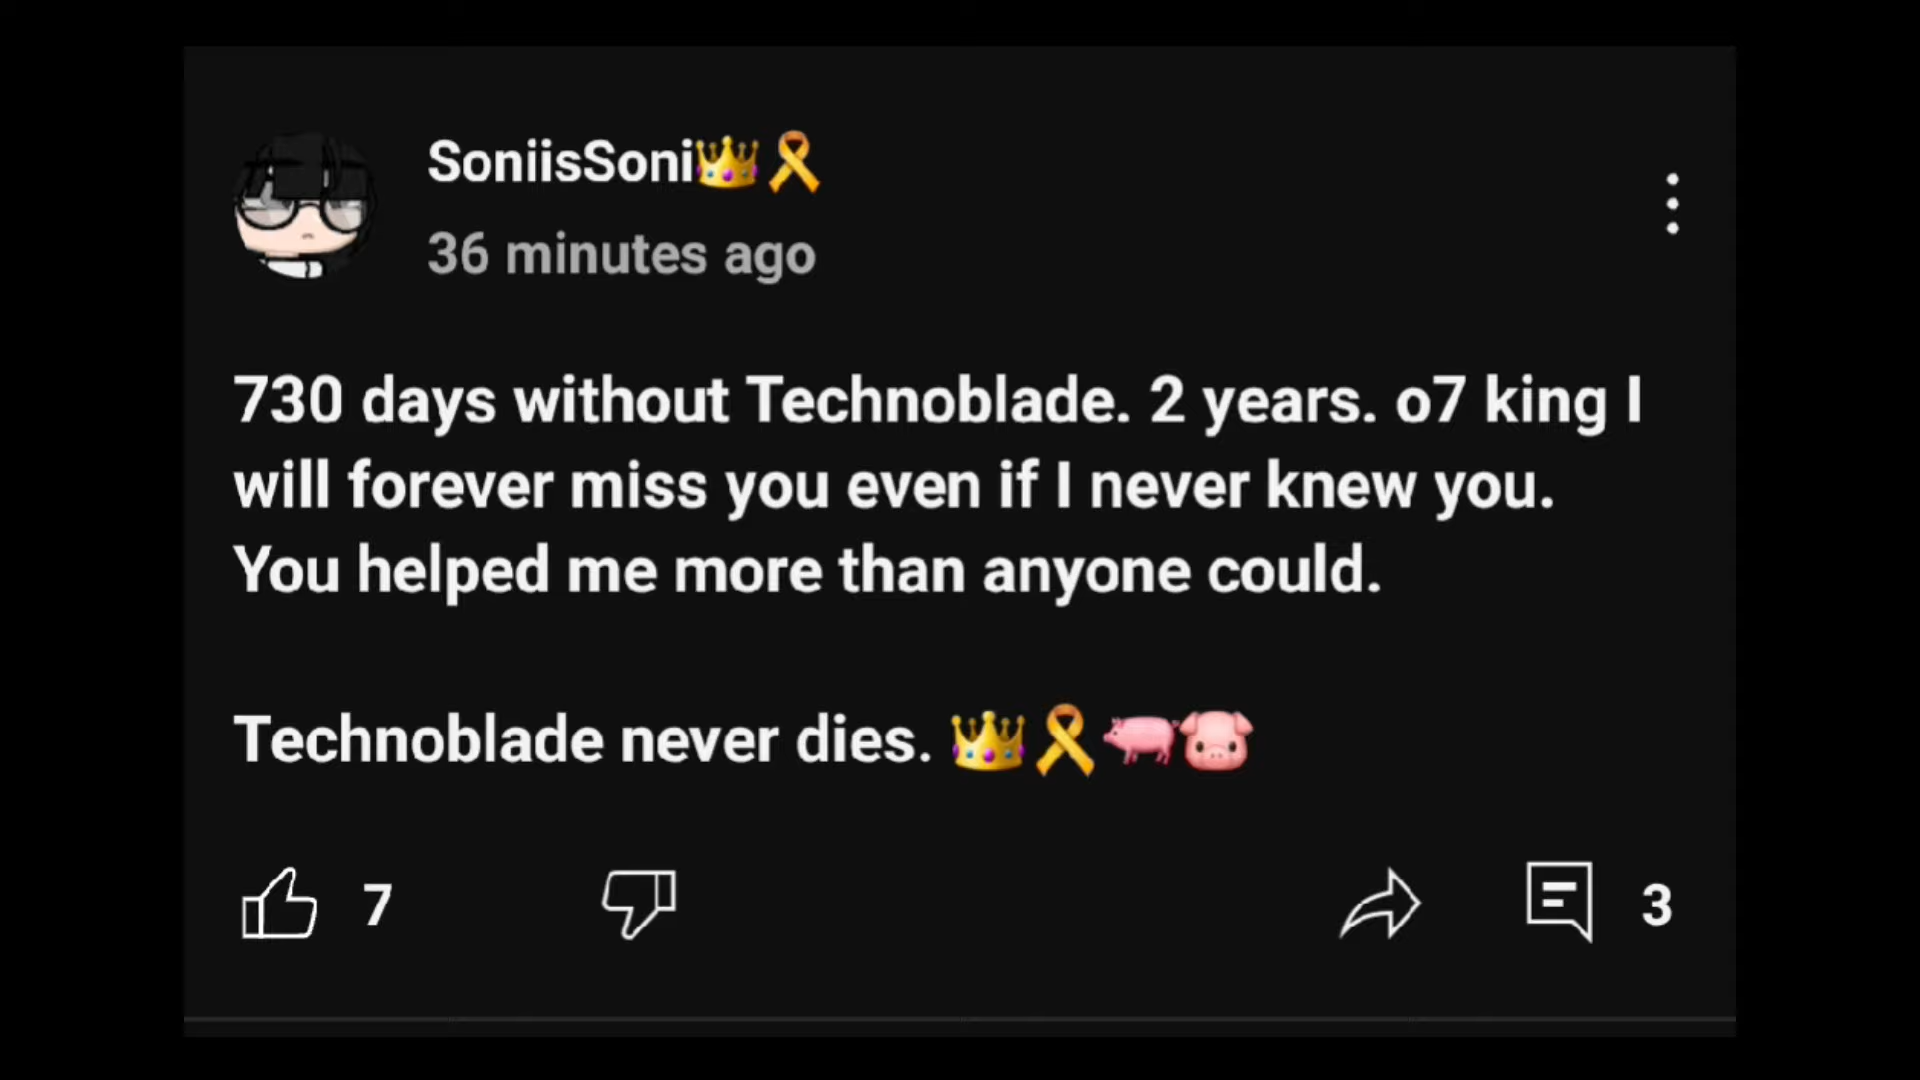 SoniisSoni👑🎗️
36 minutes ago
730 days without Technoblade. 2 years. o7 king I
will forever miss you even if I never knew you.
You helped me more than anyone could.
Technoblade never dies. 👑🎗️🐖🐷
7
3